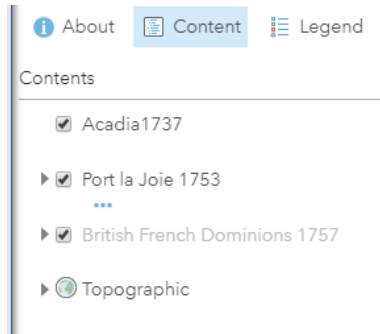 About Content Legend
Contents
Acadia1737
Port la Joie 1753
British French Dominions 1757
Topographic